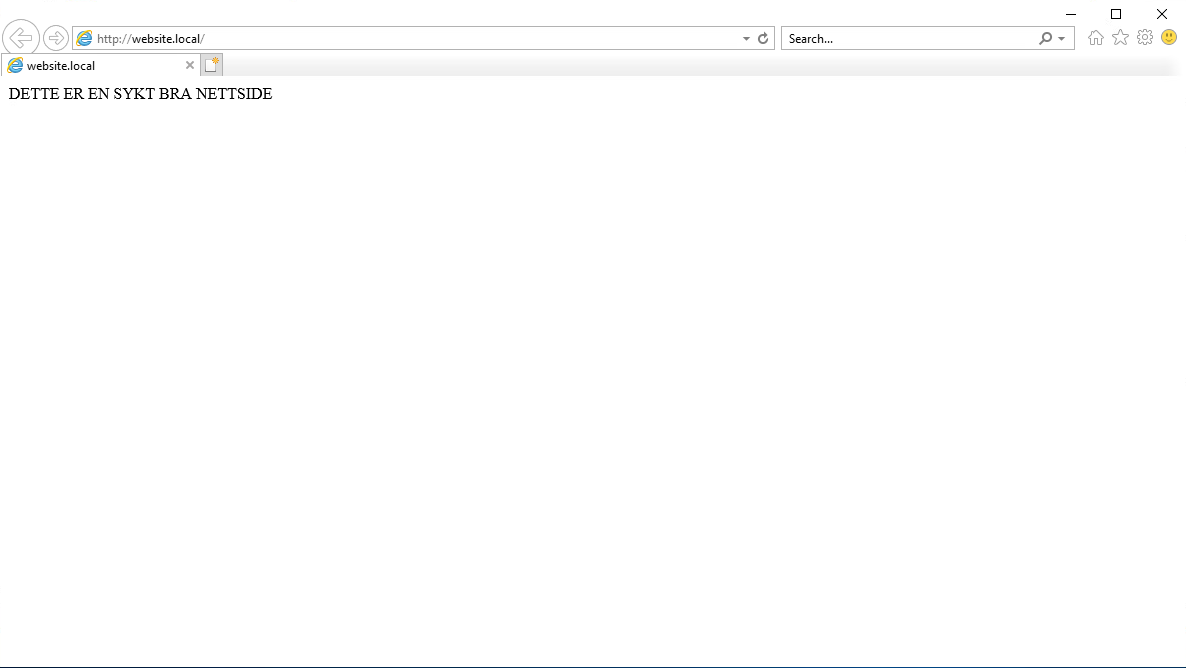 http://website.local/
Search...
website.local
DETTE ER EN SYKT BRA NETTSIDE